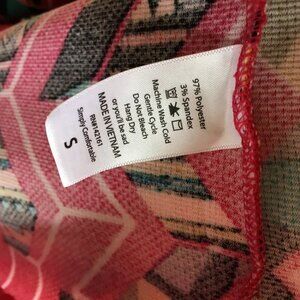 97% Polyester
3% Spandex
Machine Wash Cold
Gentle Cycle
Do Not Bleach
Hang Dry
or you'll be sad
MADE IN VIETNAM
RN#142161
Simply Comfortable
S